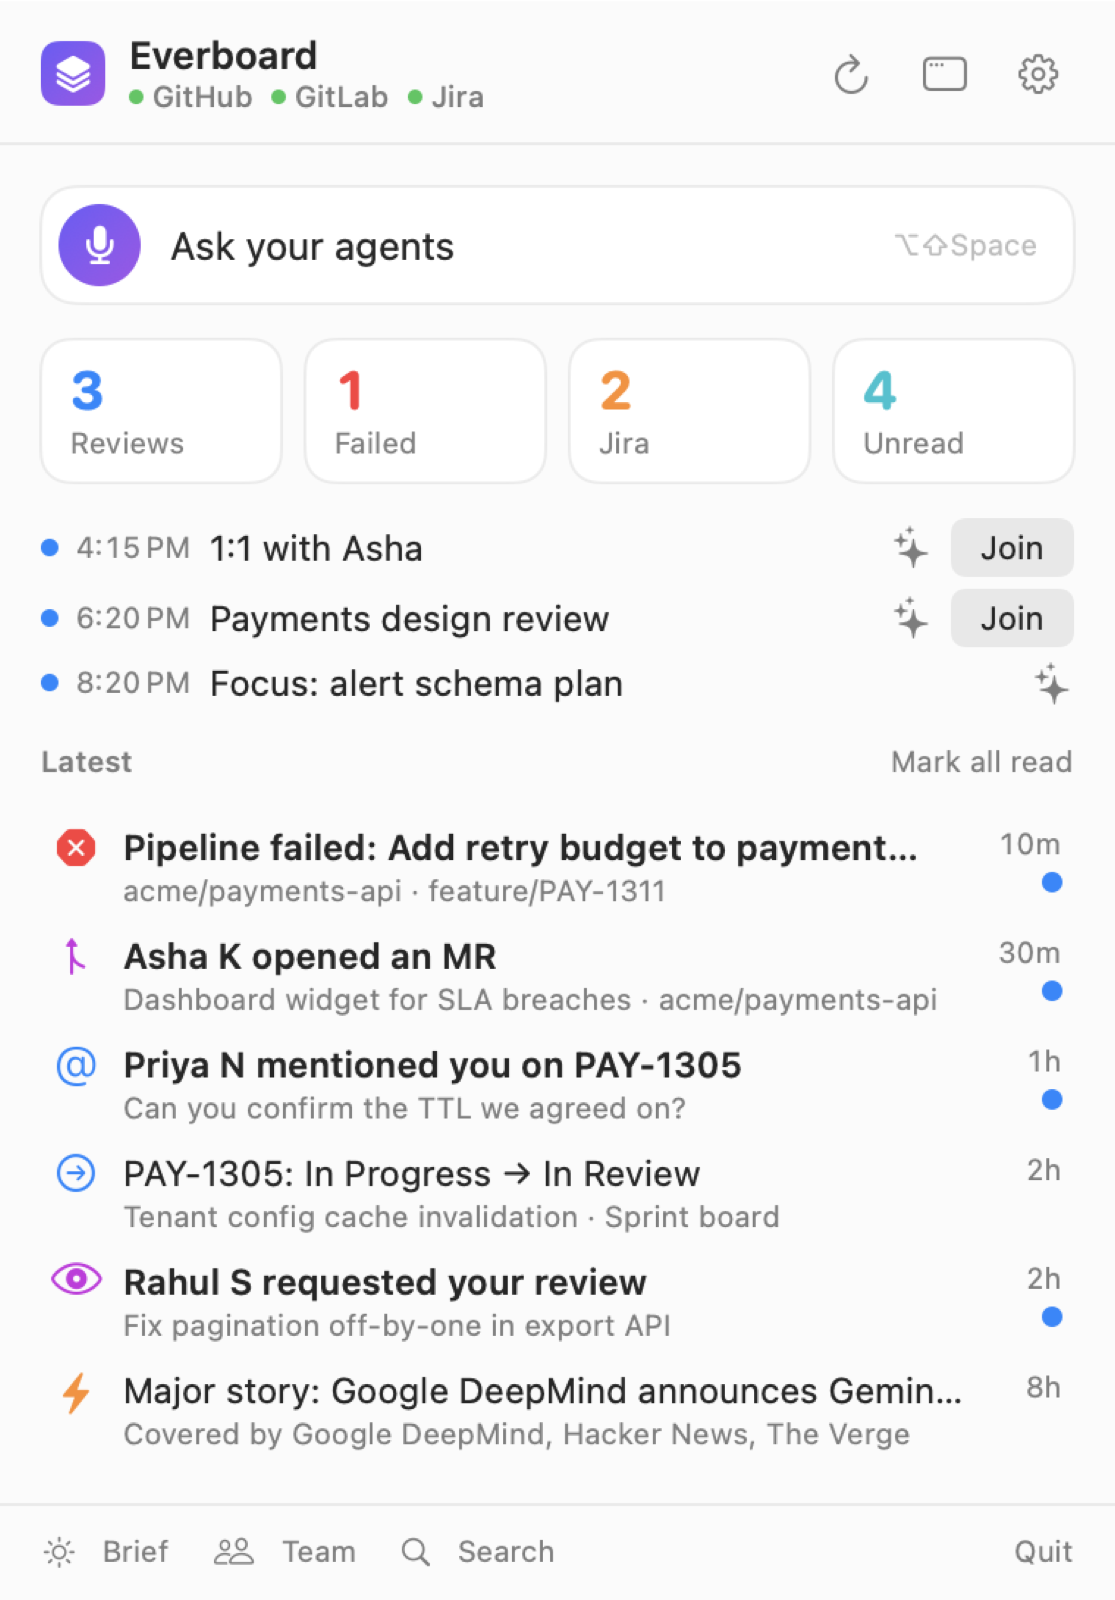 Everboard
GitHub GitLab Jira
Ask your agents ⌥⇧Space
3 1 2 4
Reviews Failed Jira Unread
4:15 PM 1:1 with Asha Join
6:20 PM Payments design review Join
8:20 PM Focus: alert schema plan
Latest Mark all read
Pipeline failed: Add retry budget to payment... 10m
acme/payments-api · feature/PAY-1311
Asha K opened an MR 30m
Dashboard widget for SLA breaches · acme/payments-api
@ Priya N mentioned you on PAY-1305 1h
Can you confirm the TTL we agreed on?
PAY-1305: In Progress → In Review 2h
Tenant config cache invalidation · Sprint board
Rahul S requested your review 2h
Fix pagination off-by-one in export API
Major story: Google DeepMind announces Gemin... 8h
Covered by Google DeepMind, Hacker News, The Verge
Brief Team Search Quit